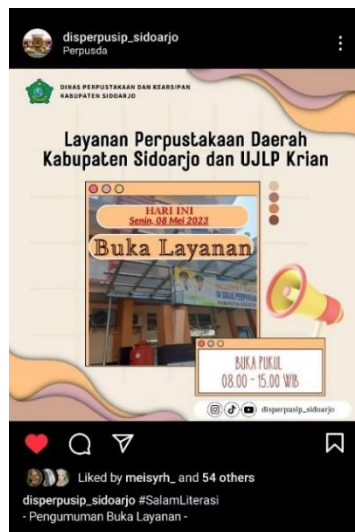 disperpusip_sidoarjo
Perpusda
DINAS PERPUSTAKAAN DAN KEARSIPAN
KABUPATEN SIDOARJO
Layanan Perpustakaan Daerah
Kabupaten Sidoarjo dan UJLP Krian
HARI INI
Senin, 08 Mei 2023
Buka Layanan
BUKA PUKUL
08.00 - 15.00 WIB
disperpusip_sidoarjo
Liked by meisyrh_ and 54 others
disperpusip_sidoarjo #SalamLiterasi
- Pengumuman Buka Layanan -